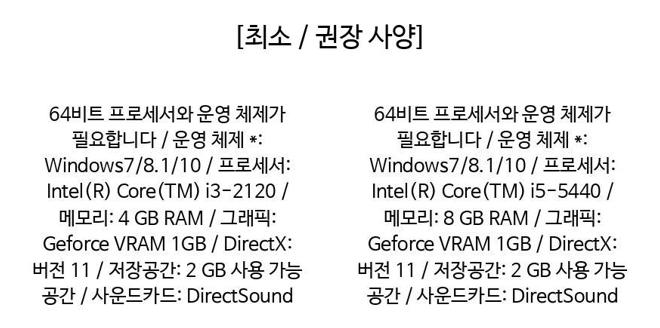 [최소 / 권장 사양]
64비트 프로세서와 운영 체제가
필요합니다 / 운영 체제 *:
Windows7/8.1/10 / 프로세서:
Intel(R) Core(TM) i3-2120 /
메모리: 4 GB RAM / 그래픽:
Geforce VRAM 1GB / DirectX:
버전 11 / 저장공간: 2 GB 사용 가능
공간 / 사운드카드: DirectSound
64비트 프로세서와 운영 체제가
필요합니다 / 운영 체제 *:
Windows7/8.1/10 / 프로세서:
Intel(R) Core(TM) i5-5440 /
메모리: 8 GB RAM / 그래픽:
Geforce VRAM 1GB / DirectX:
버전 11 / 저장공간: 2 GB 사용 가능
공간 / 사운드카드: DirectSound